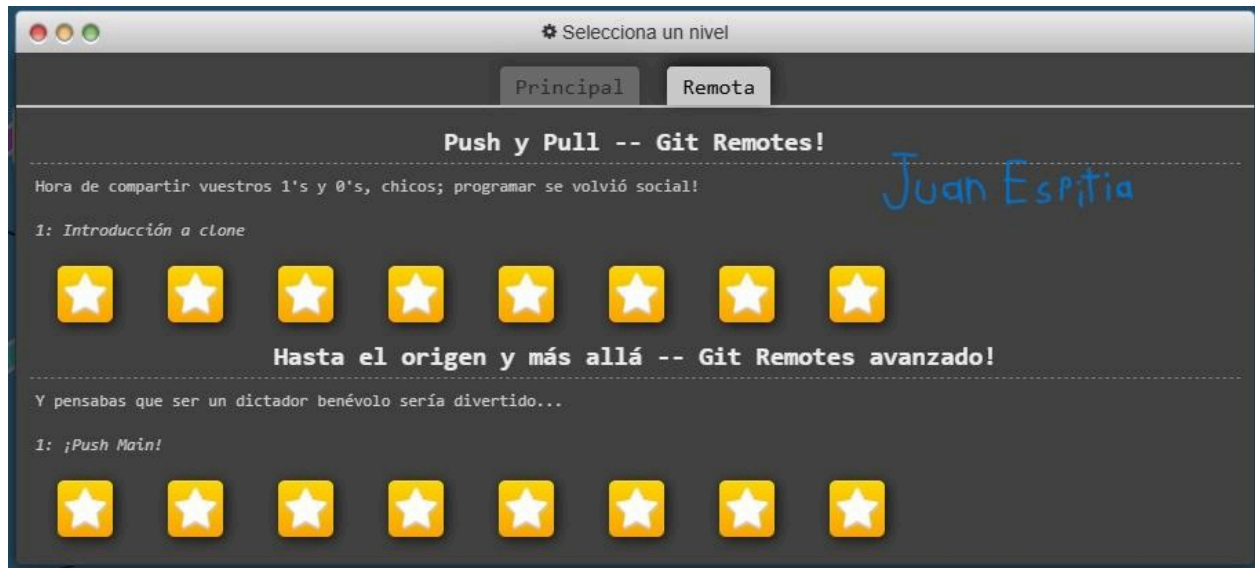 Selecciona un nivel
Principal Remota
Push y Pull -- Git Remotes!
Hora de compartir vuestros 1's y 0's, chicos; programar se volvió social!
Juan Espitia
1: Introducción a clone
Hasta el origen y más allá -- Git Remotes avanzado!
Y pensabas que ser un dictador benévolo sería divertido...
1: ¡Push Main!